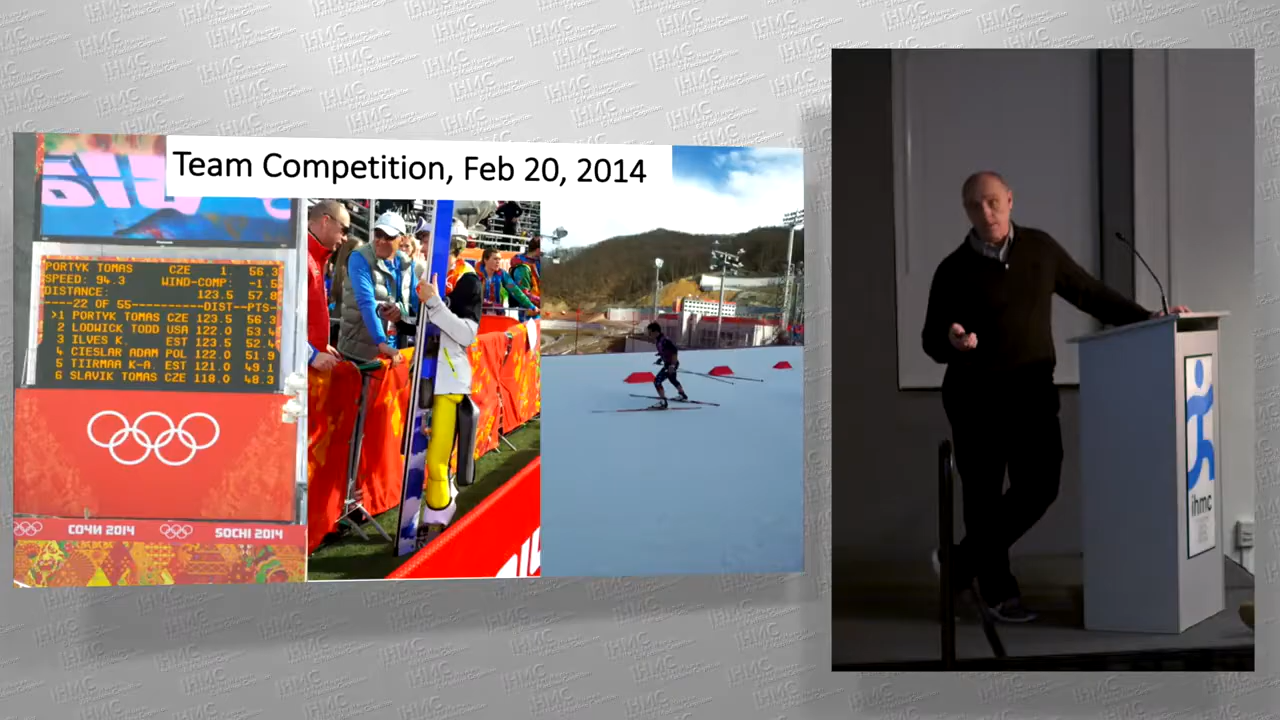 Team Competition, Feb 20, 2014
PORTYK TOMAS CZE 1. 56.3
SPEED: 94.3 WIND-COMP: -1.5
DISTANCE: 123.5 57.8
----22 OF 55----------DIST--PTS-
>1 PORTYK TOMAS CZE 123.5 56.3
2 LODWICK TODD USA 122.0 53.4
3 ILVES K. EST 123.5 52.4
4 CIESLAR ADAM POL 122.0 51.9
5 TIIRMAA K-A. EST 121.0 49.1
6 SLAVIK TOMAS CZE 118.0 48.3
СОЧИ 2014 SOCHI 2014
ihmc